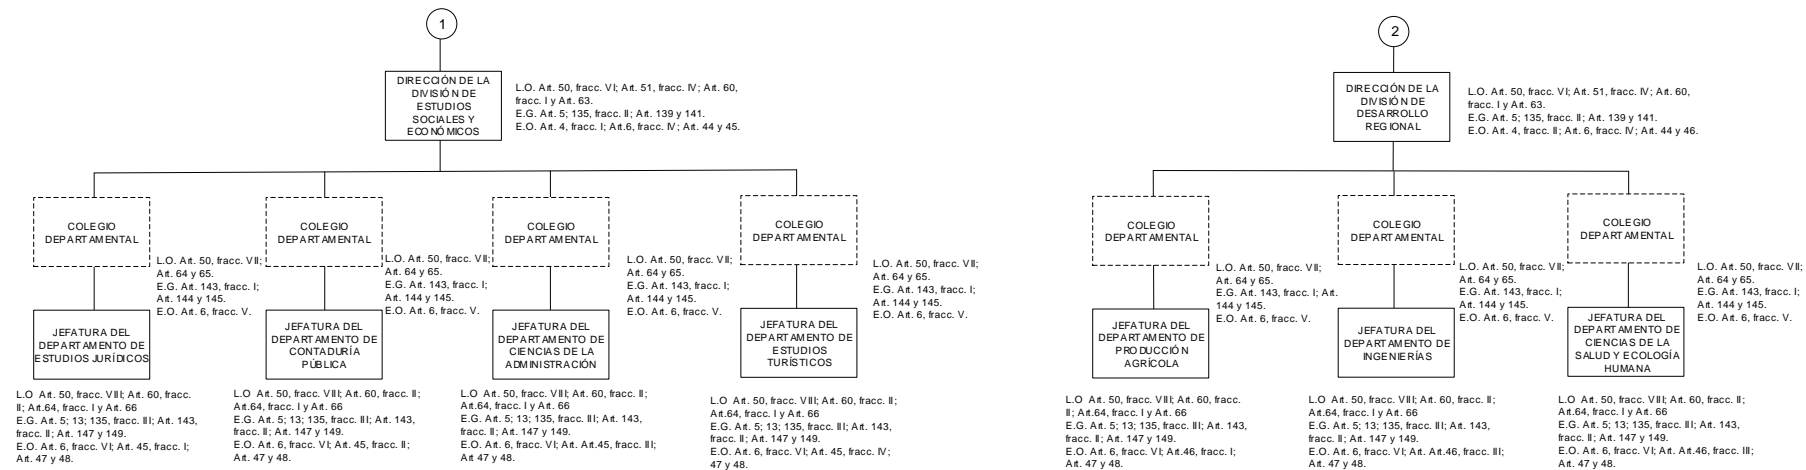 1
DIRECCIÓN DE LA
DIVISIÓN DE
ESTUDIOS
SOCIALES Y
ECONÓMICOS
L.O. Art. 50, fracc. VI; Art. 51, fracc. IV; Art. 60,
fracc. I y Art. 63.
E.G. Art. 5; 135, fracc. II; Art. 139 y 141.
E.O. Art. 4, fracc. I; Art.6, fracc. IV; Art. 44 y 45.
COLEGIO
DEPARTAMENTAL
L.O. Art. 50, fracc. VII;
Art. 64 y 65.
E.G. Art. 143, fracc. I;
Art. 144 y 145.
E.O. Art. 6, fracc. V.
JEFATURA DEL
DEPARTAMENTO DE
ESTUDIOS JURÍDICOS
L.O Art. 50, fracc. VIII; Art. 60, fracc.
II; Art.64, fracc. I y Art. 66
E.G. Art. 5; 13; 135, fracc. III; Art. 143,
fracc. II; Art. 147 y 149.
E.O. Art. 6, fracc. VI; Art. 45, fracc. I;
Art. 47 y 48.
COLEGIO
DEPARTAMENTAL
L.O. Art. 50, fracc. VII;
Art. 64 y 65.
E.G. Art. 143, fracc. I;
Art. 144 y 145.
E.O. Art. 6, fracc. V.
JEFATURA DEL
DEPARTAMENTO DE
CONTADURÍA
PÚBLICA
L.O Art. 50, fracc. VIII; Art. 60, fracc. II;
Art.64, fracc. I y Art. 66
E.G. Art. 5; 13; 135, fracc. III; Art. 143,
fracc. II; Art. 147 y 149.
E.O. Art. 6, fracc. VI; Art. 45, fracc. II;
Art. 47 y 48.
COLEGIO
DEPARTAMENTAL
L.O. Art. 50, fracc. VII;
Art. 64 y 65.
E.G. Art. 143, fracc. I;
Art. 144 y 145.
E.O. Art. 6, fracc. V.
JEFATURA DEL
DEPARTAMENTO DE
CIENCIAS DE LA
ADMINISTRACIÓN
L.O Art. 50, fracc. VIII; Art. 60, fracc. II;
Art.64, fracc. I y Art. 66
E.G. Art. 5; 13; 135, fracc. III; Art. 143,
fracc. II; Art. 147 y 149.
E.O. Art. 6, fracc. VI; Art. Art.45, fracc. III;
Art 47 y 48.
COLEGIO
DEPARTAMENTAL
L.O. Art. 50, fracc. VII;
Art. 64 y 65.
E.G. Art. 143, fracc. I;
Art. 144 y 145.
E.O. Art. 6, fracc. V.
JEFATURA DEL
DEPARTAMENTO DE
ESTUDIOS
TURÍSTICOS
L.O Art. 50, fracc. VIII; Art. 60, fracc. II;
Art.64, fracc. I y Art. 66
E.G. Art. 5; 13; 135, fracc. III; Art. 143,
fracc. II; Art. 147 y 149.
E.O. Art. 6, fracc. VI; Art. 45, fracc. IV;
47 y 48.
2
DIRECCIÓN DE LA
DIVISIÓN DE
DESARROLLO
REGIONAL
L.O. Art. 50, fracc. VI; Art. 51, fracc. IV; Art. 60,
fracc. I y Art. 63.
E.G. Art. 5; 135, fracc. II; Art. 139 y 141.
E.O. Art. 4, fracc. II; Art. 6, fracc. IV; Art. 44 y 46.
COLEGIO
DEPARTAMENTAL
L.O. Art. 50, fracc. VII;
Art. 64 y 65.
E.G. Art. 143, fracc. I; Art.
144 y 145.
E.O. Art. 6, fracc. V.
JEFATURA DEL
DEPARTAMENTO DE
PRODUCCIÓN
AGRÍCOLA
L.O Art. 50, fracc. VIII; Art. 60, fracc.
II; Art.64, fracc. I y Art. 66
E.G. Art. 5; 13; 135, fracc. III; Art. 143,
fracc. II; Art. 147 y 149.
E.O. Art. 6, fracc. VI; Art.46, fracc. I;
Art. 47 y 48.
COLEGIO
DEPARTAMENTAL
L.O. Art. 50, fracc. VII;
Art. 64 y 65.
E.G. Art. 143, fracc. I;
Art. 144 y 145.
E.O. Art. 6, fracc. V.
JEFATURA DEL
DEPARTAMENTO DE
INGENIERÍAS
L.O Art. 50, fracc. VIII; Art. 60, fracc. II;
Art.64, fracc. I y Art. 66
E.G. Art. 5; 13; 135, fracc. III; Art. 143,
fracc. II; Art. 147 y 149.
E.O. Art. 6, fracc. VI; Art. Art.46, fracc. III;
Art. 47 y 48.
COLEGIO
DEPARTAMENTAL
L.O. Art. 50, fracc. VII;
Art. 64 y 65.
E.G. Art. 143, fracc. I;
Art. 144 y 145.
E.O. Art. 6, fracc. V.
JEFATURA DEL
DEPARTAMENTO DE
CIENCIAS DE LA
SALUD Y ECOLOGÍA
HUMANA
L.O Art. 50, fracc. VIII; Art. 60, fracc. II;
Art.64, fracc. I y Art. 66
E.G. Art. 5; 13; 135, fracc. III; Art. 143,
fracc. II; Art. 147 y 149.
E.O. Art. 6, fracc. VI; Art. Art.46, fracc. III;
Art. 47 y 48.